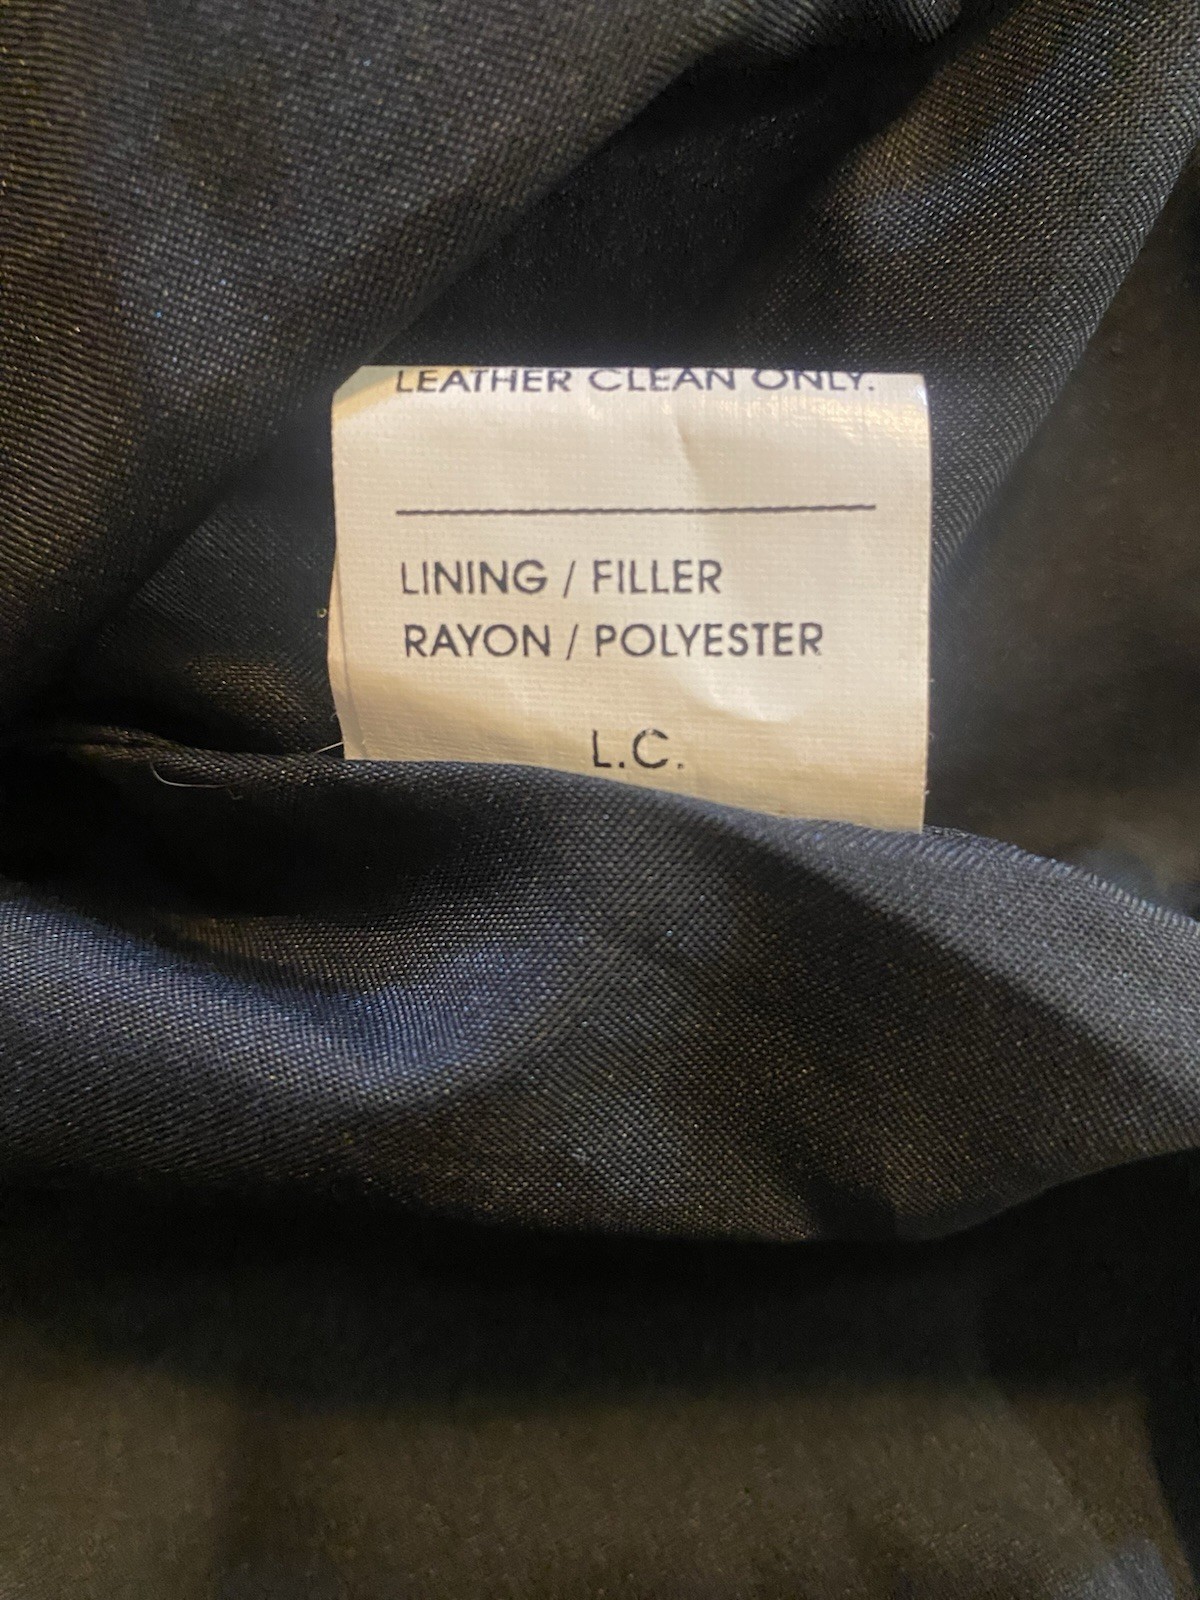 LEATHER CLEAN ONLY.
LINING / FILLER
RAYON / POLYESTER
L.C.